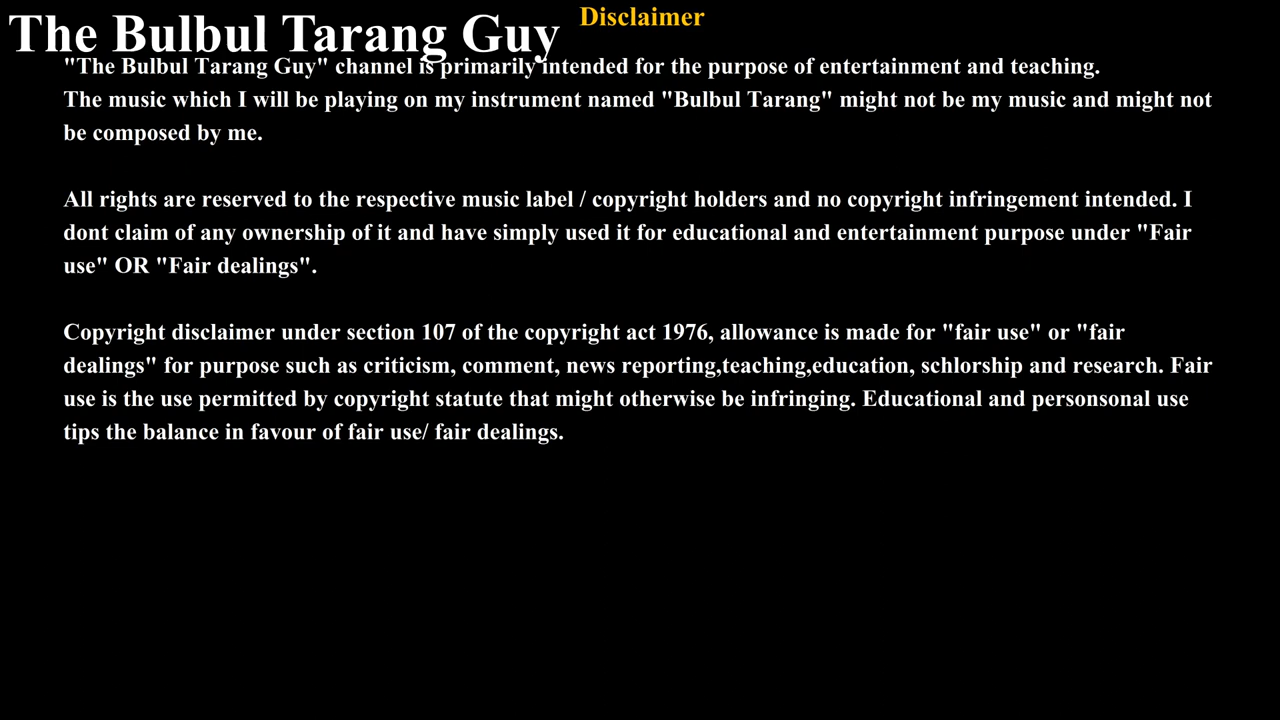 The Bulbul Tarang Guy
Disclaimer
"The Bulbul Tarang Guy" channel is primarily intended for the purpose of entertainment and teaching.
The music which I will be playing on my instrument named "Bulbul Tarang" might not be my music and might not
be composed by me.
All rights are reserved to the respective music label / copyright holders and no copyright infringement intended. I
dont claim of any ownership of it and have simply used it for educational and entertainment purpose under "Fair
use" OR "Fair dealings".
Copyright disclaimer under section 107 of the copyright act 1976, allowance is made for "fair use" or "fair
dealings" for purpose such as criticism, comment, news reporting,teaching,education, schlorship and research. Fair
use is the use permitted by copyright statute that might otherwise be infringing. Educational and personsonal use
tips the balance in favour of fair use/ fair dealings.